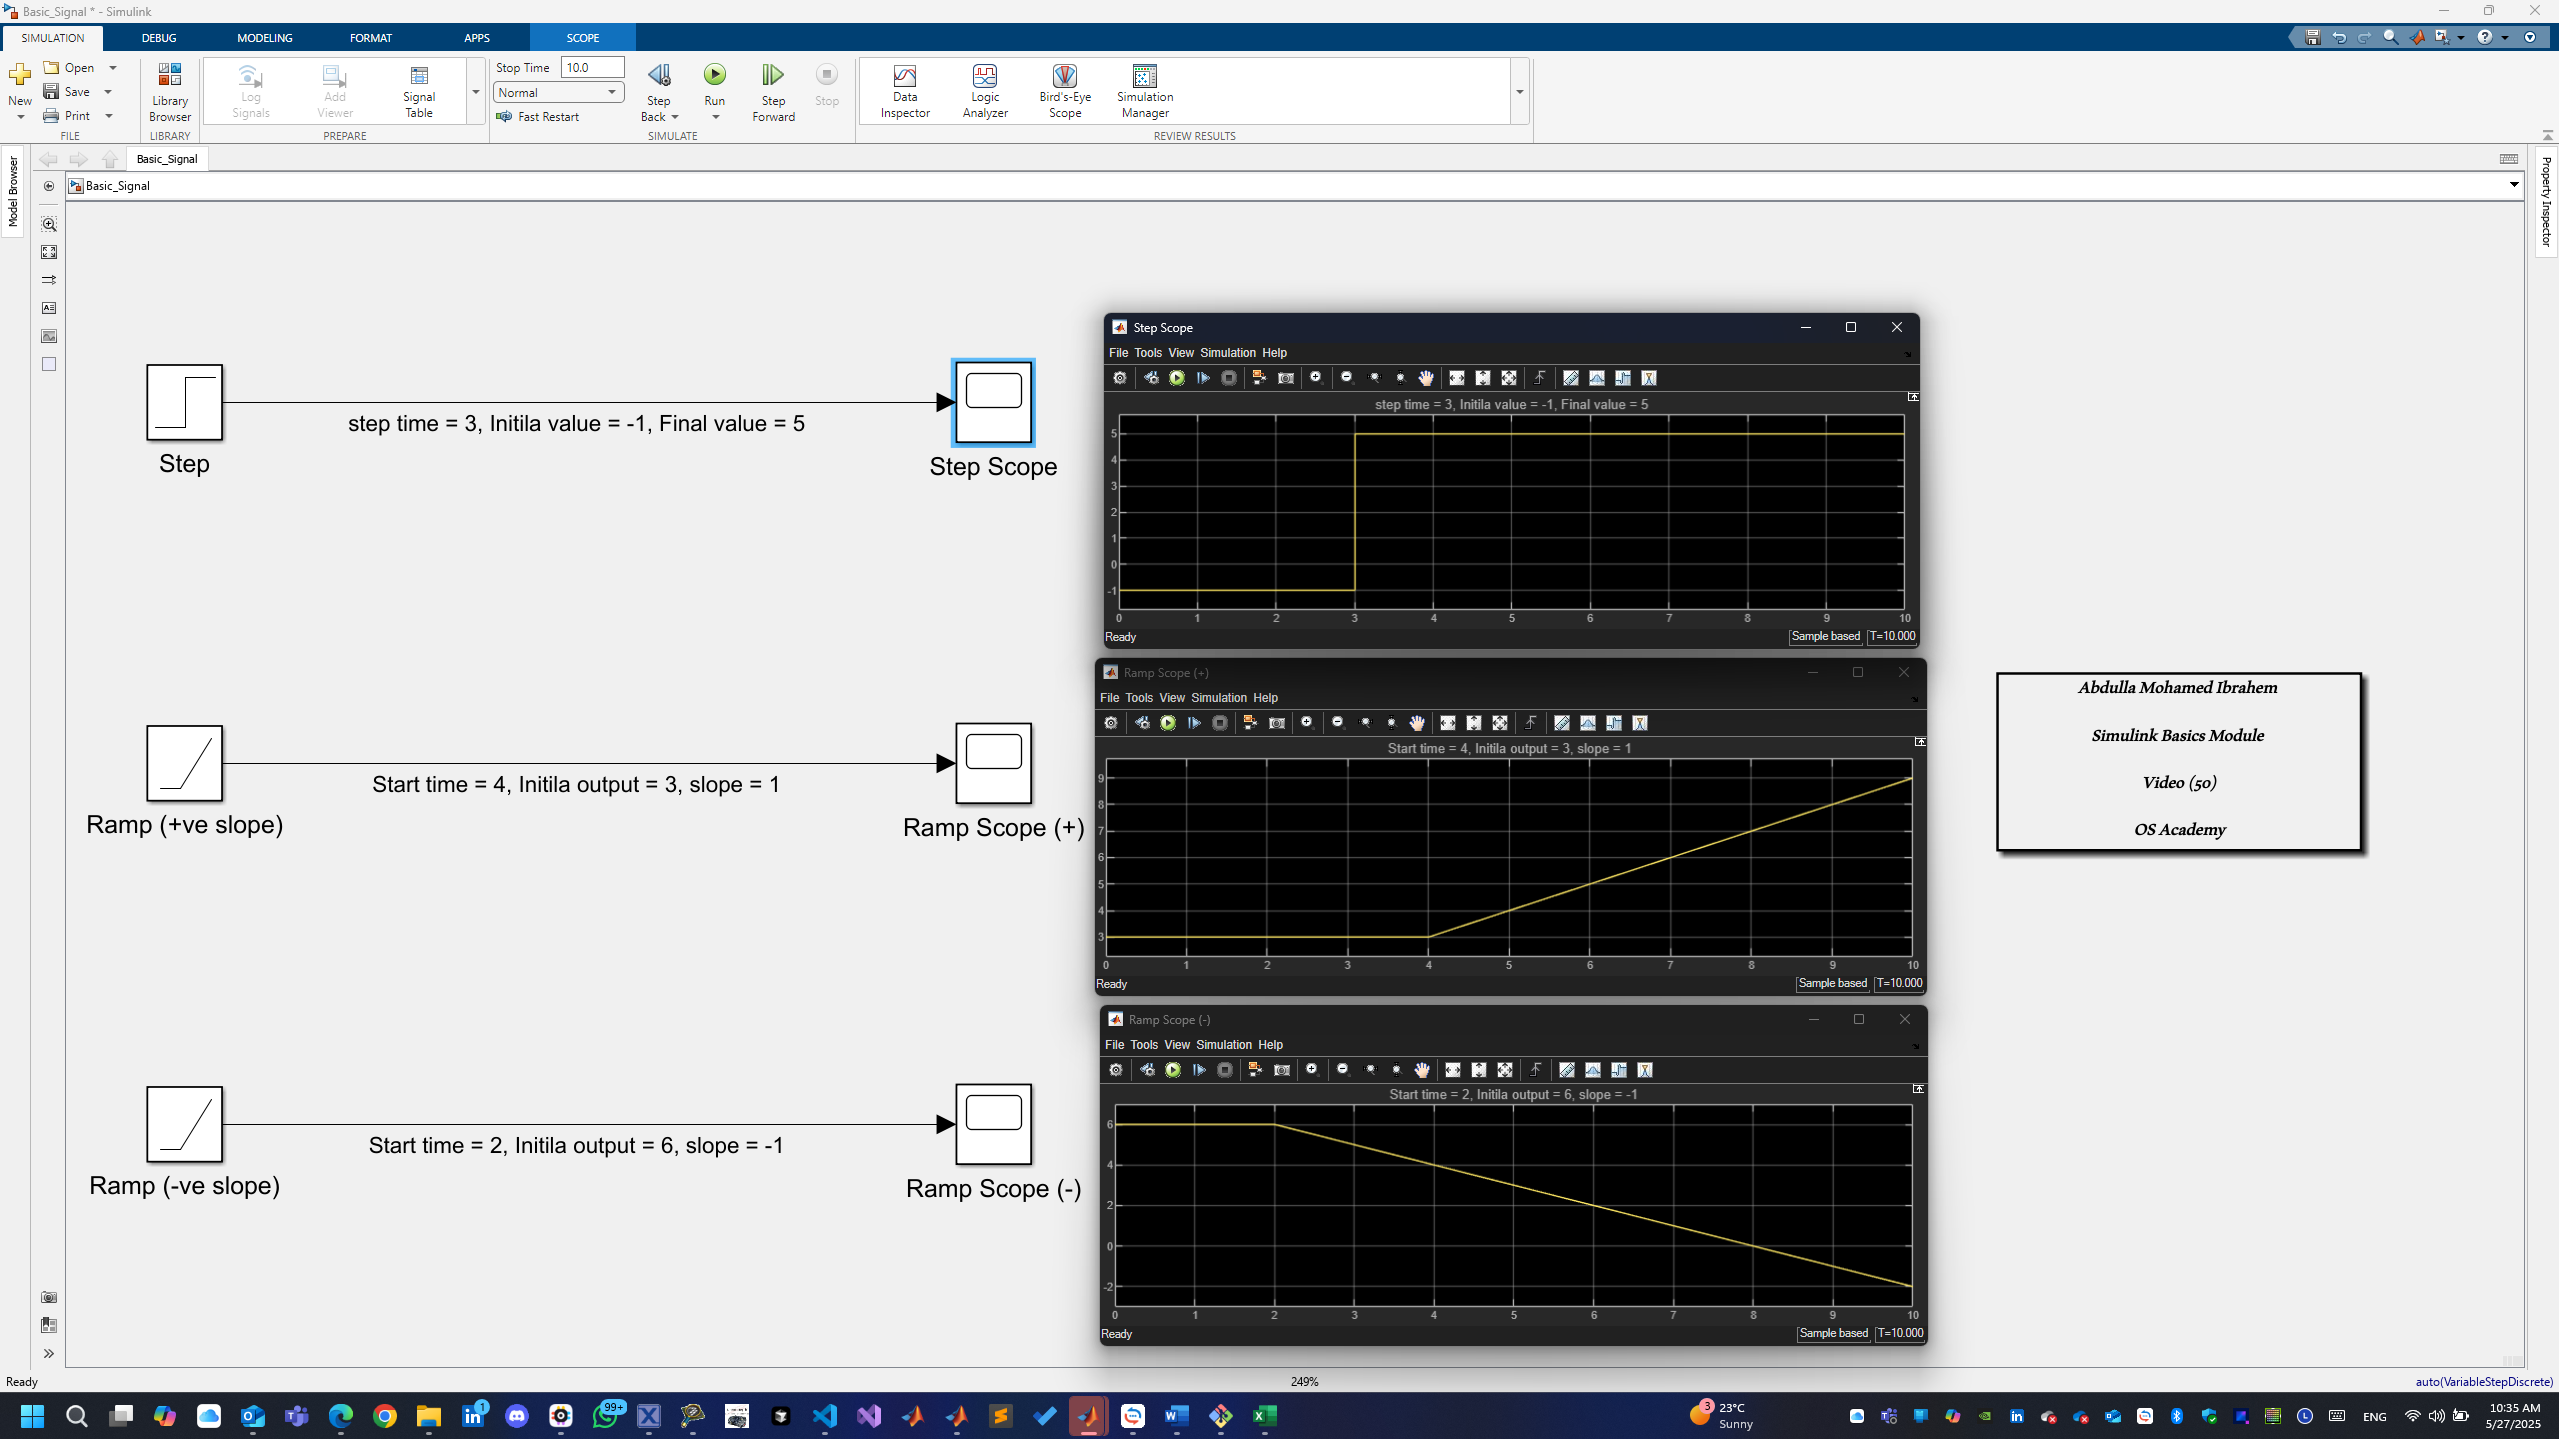 Basic_Signal * - Simulink
SIMULATION DEBUG MODELING FORMAT APPS SCOPE
New
Open
Save
Print
FILE
Library
Browser
LIBRARY
Log
Signals
Add
Viewer
Signal
Table
PREPARE
Stop Time 10.0
Normal
Fast Restart
Step
Back
Run
Step
Forward
Stop
SIMULATE
Data
Inspector
Logic
Analyzer
Bird's-Eye
Scope
Simulation
Manager
REVIEW RESULTS
Model Browser
Basic_Signal
Basic_Signal
Property Inspector
step time = 3, Initila value = -1, Final value = 5
Step
Step Scope
Start time = 4, Initila output = 3, slope = 1
Ramp (+ve slope)
Ramp Scope (+)
Start time = 2, Initila output = 6, slope = -1
Ramp (-ve slope)
Ramp Scope (-)
Step Scope
File Tools View Simulation Help
step time = 3, Initila value = -1, Final value = 5
5
4
3
2
1
0
-1
0 1 2 3 4 5 6 7 8 9 10
Ready Sample based T=10.000
Ramp Scope (+)
File Tools View Simulation Help
Start time = 4, Initila output = 3, slope = 1
9
8
7
6
5
4
3
0 1 2 3 4 5 6 7 8 9 10
Ready Sample based T=10.000
Ramp Scope (-)
File Tools View Simulation Help
Start time = 2, Initila output = 6, slope = -1
6
4
2
0
-2
0 1 2 3 4 5 6 7 8 9 10
Ready Sample based T=10.000
Abdulla Mohamed Ibrahem
Simulink Basics Module
Video (50)
OS Academy
Ready 249% auto(VariableStepDiscrete)
1
99+
3
23°C
Sunny
ENG
10:35 AM
5/27/2025